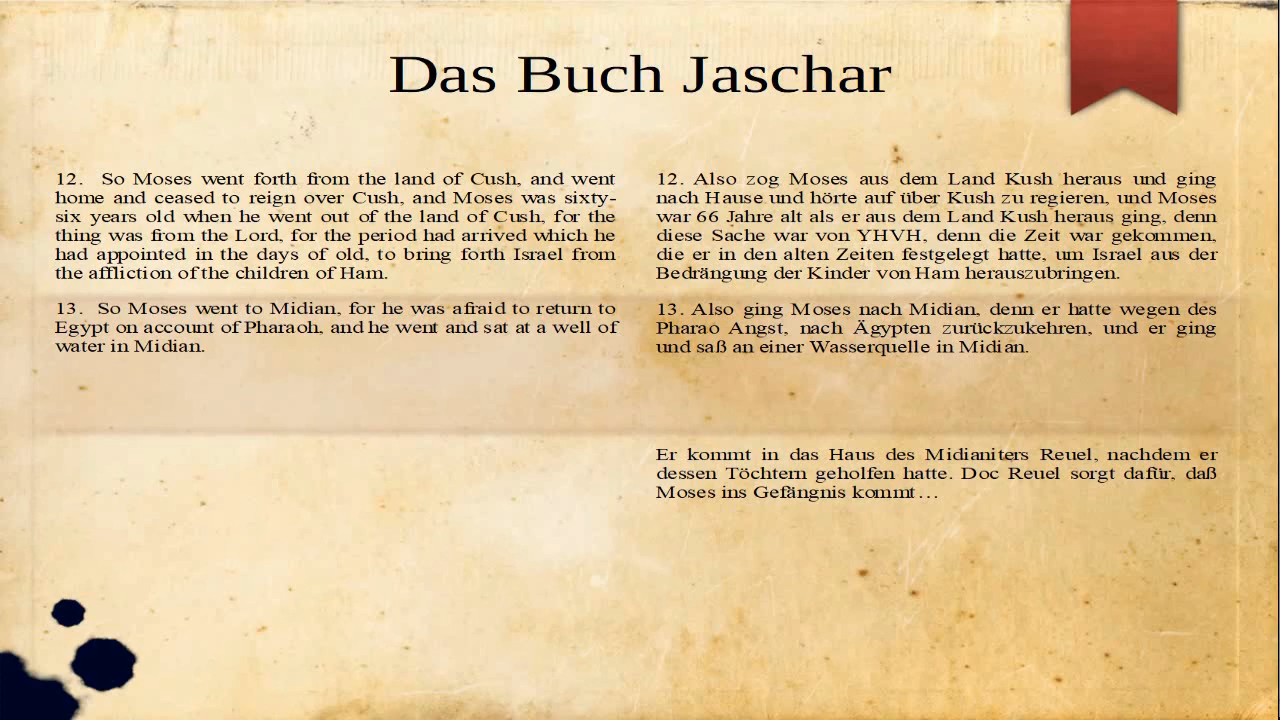 Das Buch Jaschar
12. So Moses went forth from the land of Cush, and went
home and ceased to reign over Cush, and Moses was sixty-
six years old when he went out of the land of Cush, for the
thing was from the Lord, for the period had arrived which he
had appointed in the days of old, to bring forth Israel from
the affliction of the children of Ham.
13. So Moses went to Midian, for he was afraid to return to
Egypt on account of Pharaoh, and he went and sat at a well of
water in Midian.
12. Also zog Moses aus dem Land Kush heraus und ging
nach Hause und hörte auf über Kush zu regieren, und Moses
war 66 Jahre alt als er aus dem Land Kush heraus ging, denn
diese Sache war von YHVH, denn die Zeit war gekommen,
die er in den alten Zeiten festgelegt hatte, um Israel aus der
Bedrängung der Kinder von Ham herauszubringen.
13. Also ging Moses nach Midian, denn er hatte wegen des
Pharao Angst, nach Ägypten zurückzukehren, und er ging
und saß an einer Wasserquelle in Midian.
Er kommt in das Haus des Midianiters Reuel, nachdem er
dessen Töchtern geholfen hatte. Doc Reuel sorgt dafür, daß
Moses ins Gefängnis kommt…